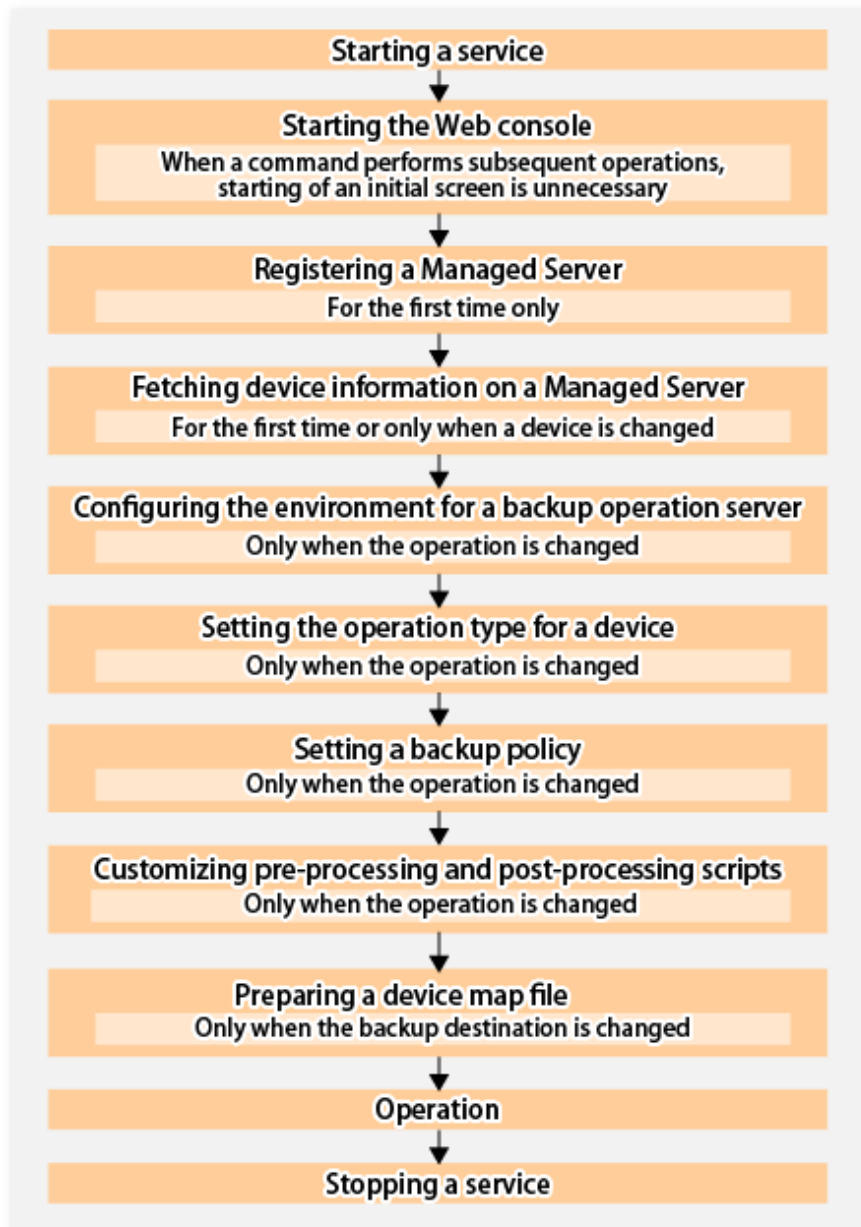 Starting a service
Starting the Web console
When a command performs subsequent operations,
starting of an initial screen is unnecessary
Registering a Managed Server
For the first time only
Fetching device information on a Managed Server
For the first time or only when a device is changed
Configuring the environment for a backup operation server
Only when the operation is changed
Setting the operation type for a device
Only when the operation is changed
Setting a backup policy
Only when the operation is changed
Customizing pre-processing and post-processing scripts
Only when the operation is changed
Preparing a device map file
Only when the backup destination is changed
Operation
Stopping a service